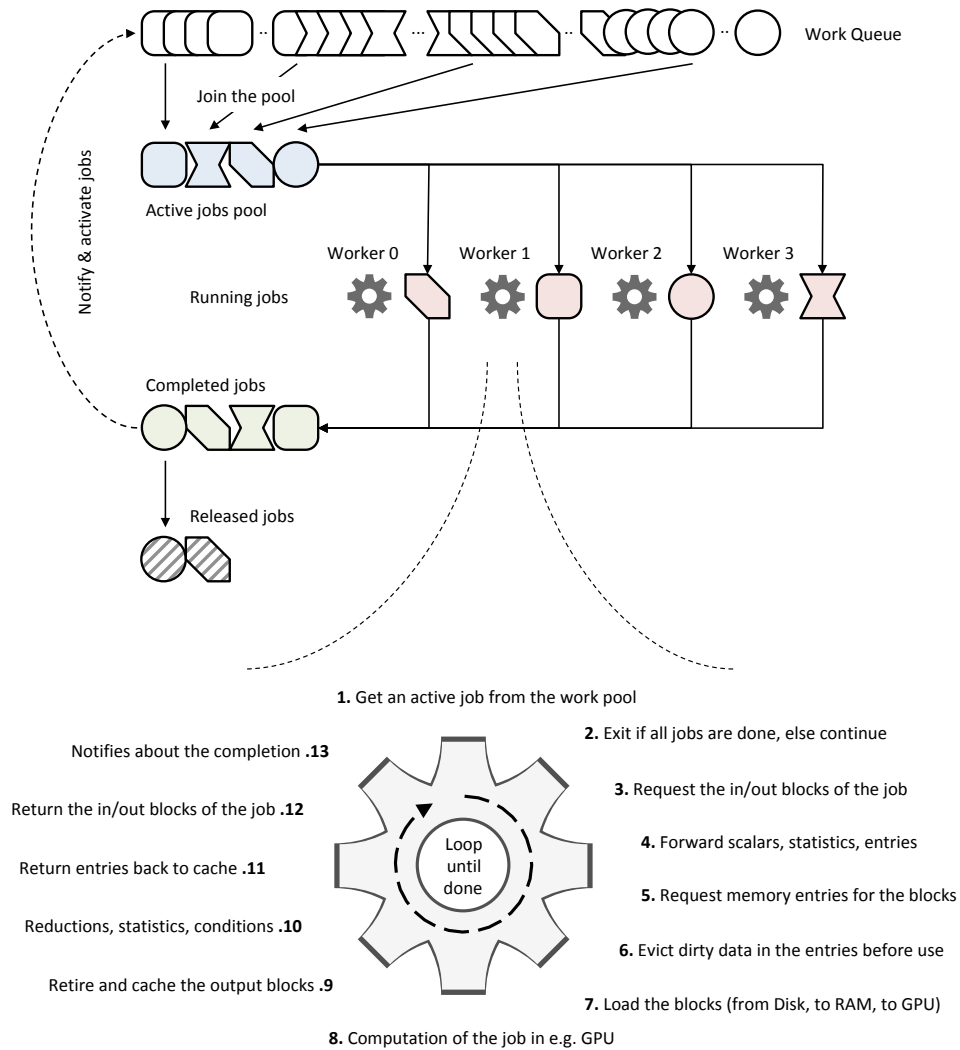 Work Queue
Join the pool
Notify & activate jobs
Active jobs pool
Worker 0
Worker 1
Worker 2
Worker 3
Running jobs
Completed jobs
Released jobs
1. Get an active job from the work pool
2. Exit if all jobs are done, else continue
3. Request the in/out blocks of the job
4. Forward scalars, statistics, entries
5. Request memory entries for the blocks
6. Evict dirty data in the entries before use
7. Load the blocks (from Disk, to RAM, to GPU)
8. Computation of the job in e.g. GPU
Retire and cache the output blocks .9
Reductions, statistics, conditions .10
Return entries back to cache .11
Return the in/out blocks of the job .12
Notifies about the completion .13
Loop
until
done